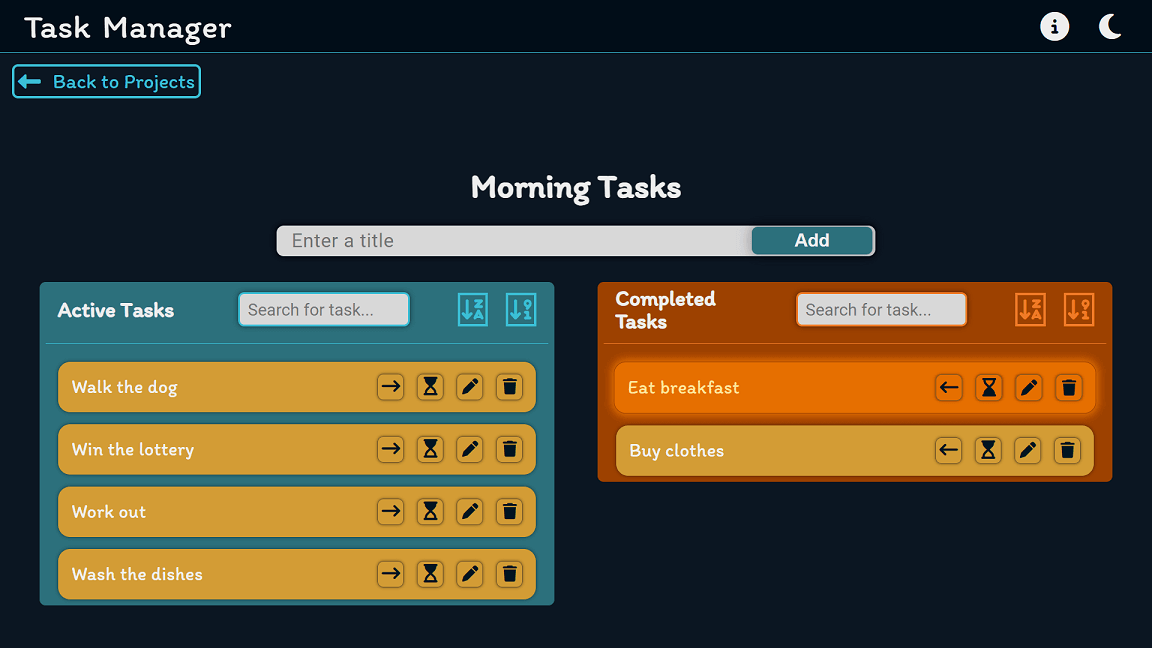 Task Manager
Back to Projects
Morning Tasks
Enter a title
Add
Active Tasks
Search for task...
Completed
Tasks
Search for task...
Walk the dog
Win the lottery
Work out
Wash the dishes
Eat breakfast
Buy clothes